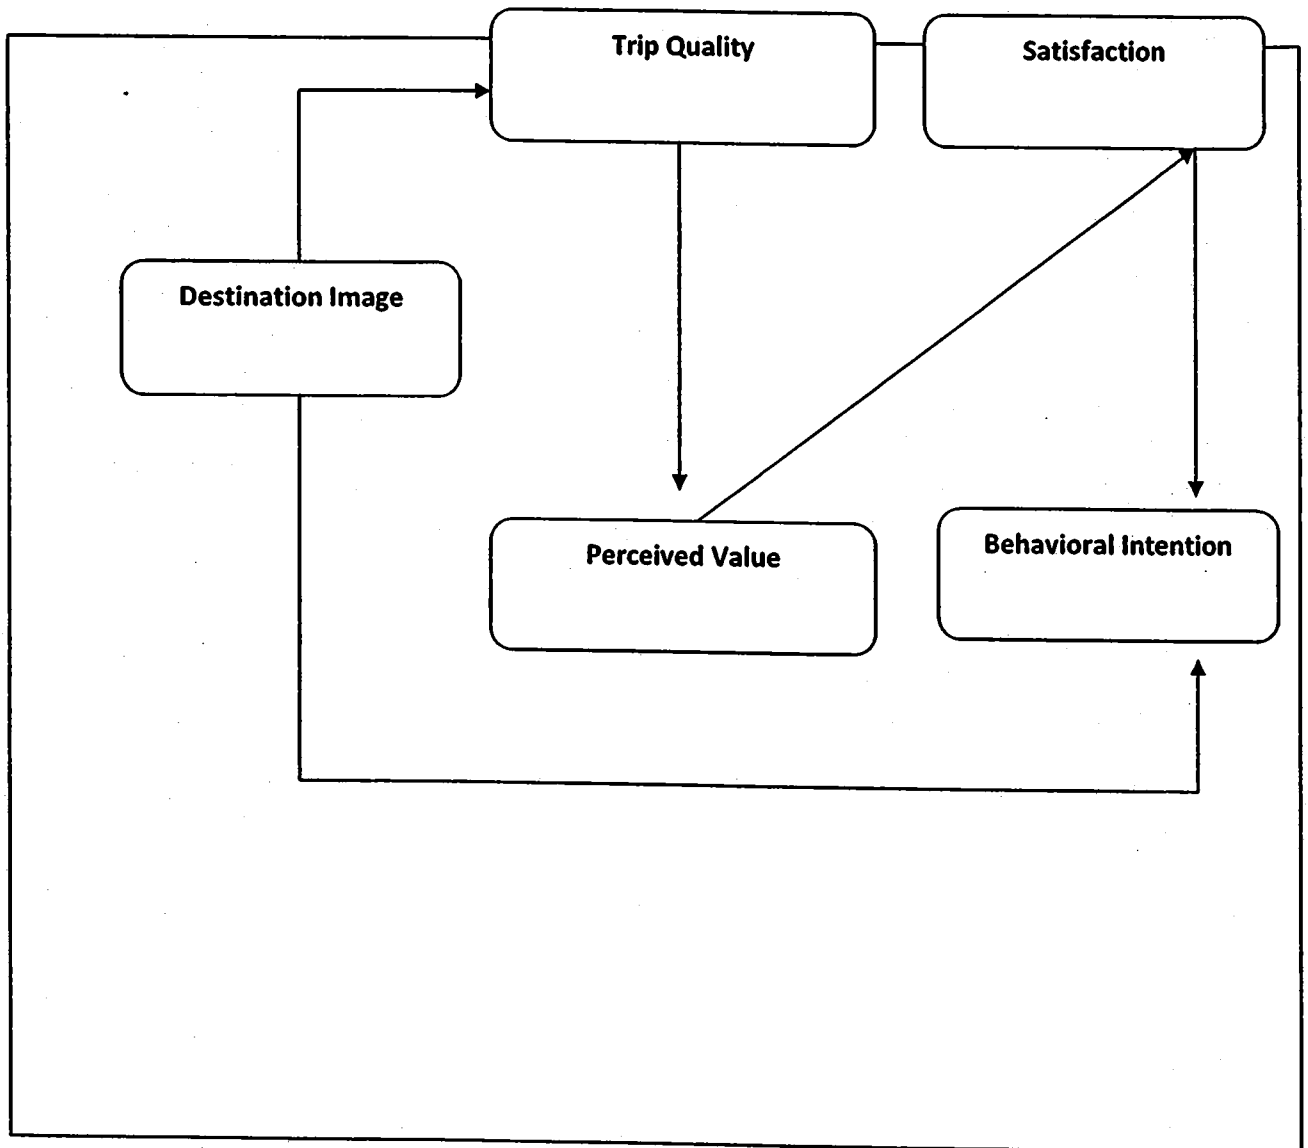 Trip Quality
Satisfaction
Destination Image
Perceived Value
Behavioral Intention